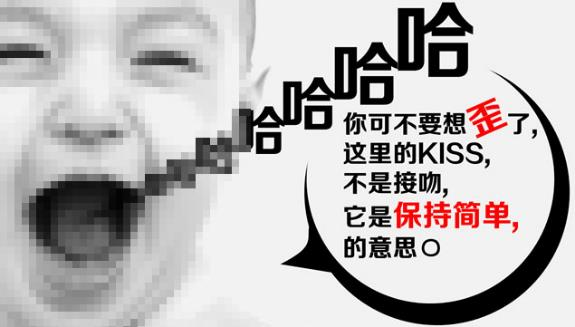 哈哈哈哈
你可不要想歪了,
这里的KISS,
不是接吻,
它是保持简单,
的意思。